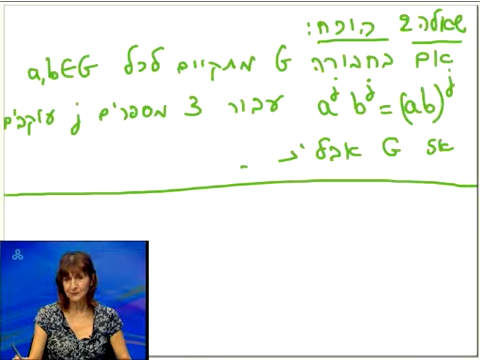 שאלה 2 הוכח:
אם בחבורה G מתקיים לכל a,b∈G
a^j b^j = (ab)^j עבור 3 מספרים j עוקבים
אז G אבלית.